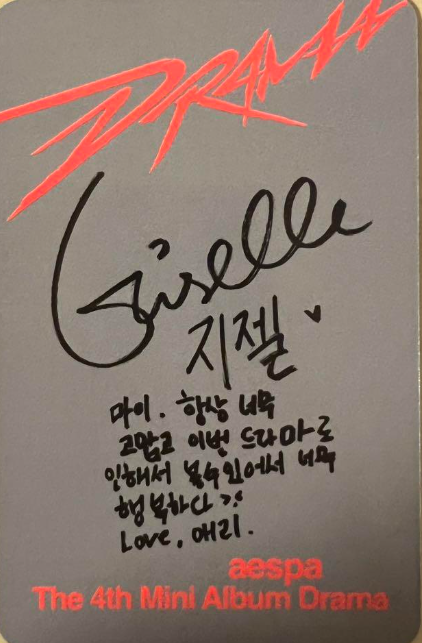 DRAMA
Giselle
지젤
마이. 항상 너무
고맙고 이번 드라마로
인해서 볼수있어서 너무
행복하다
Love, 애리.
aespa
The 4th Mini Album Drama